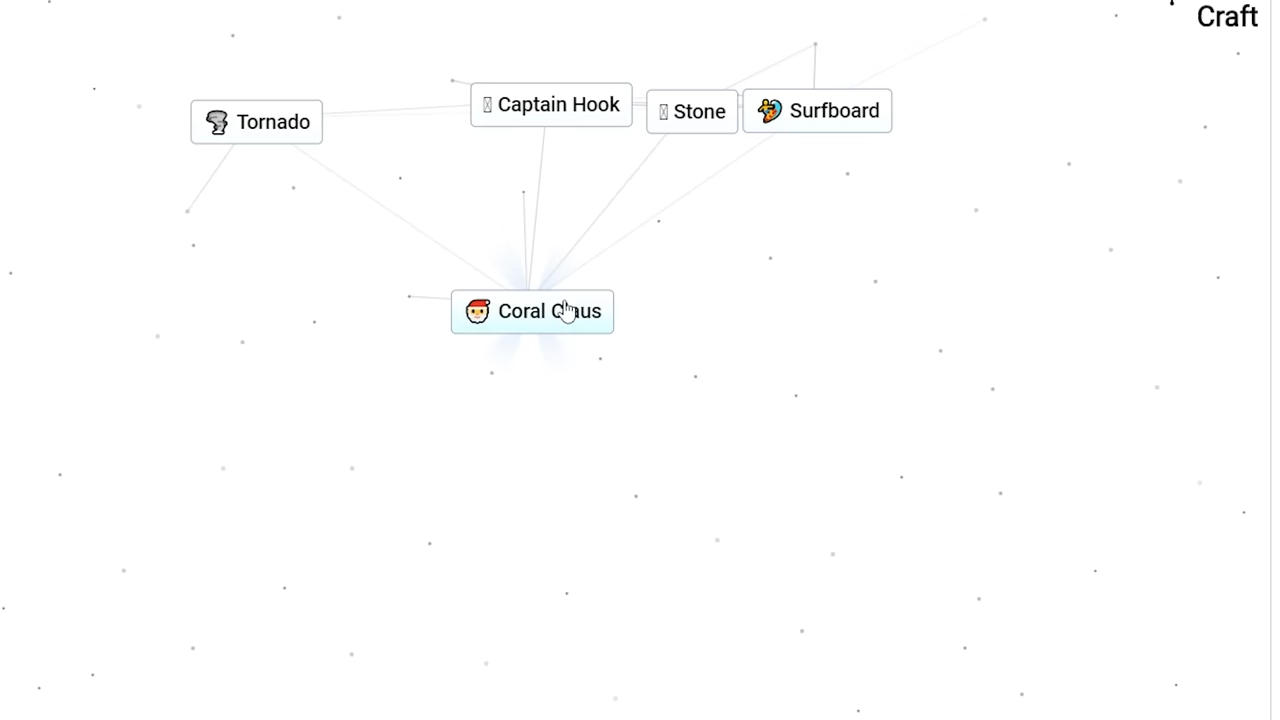 Craft
Captain Hook
Stone
Surfboard
Tornado
Coral Claus